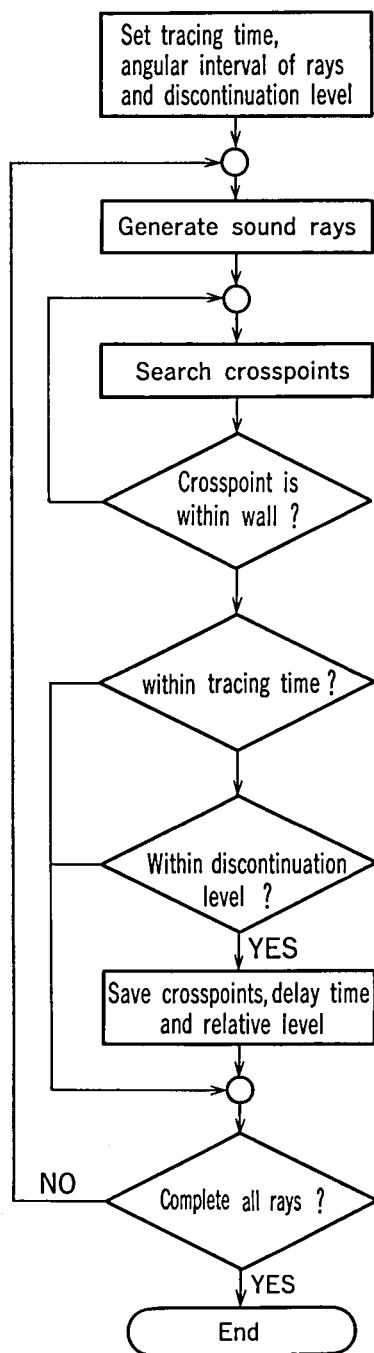 Set tracing time,
angular interval of rays
and discontinuation level
Generate sound rays
Search crosspoints
Crosspoint is
within wall ?
within tracing time ?
Within discontinuation
level ?
YES
Save crosspoints, delay time
and relative level
NO
Complete all rays ?
YES
End